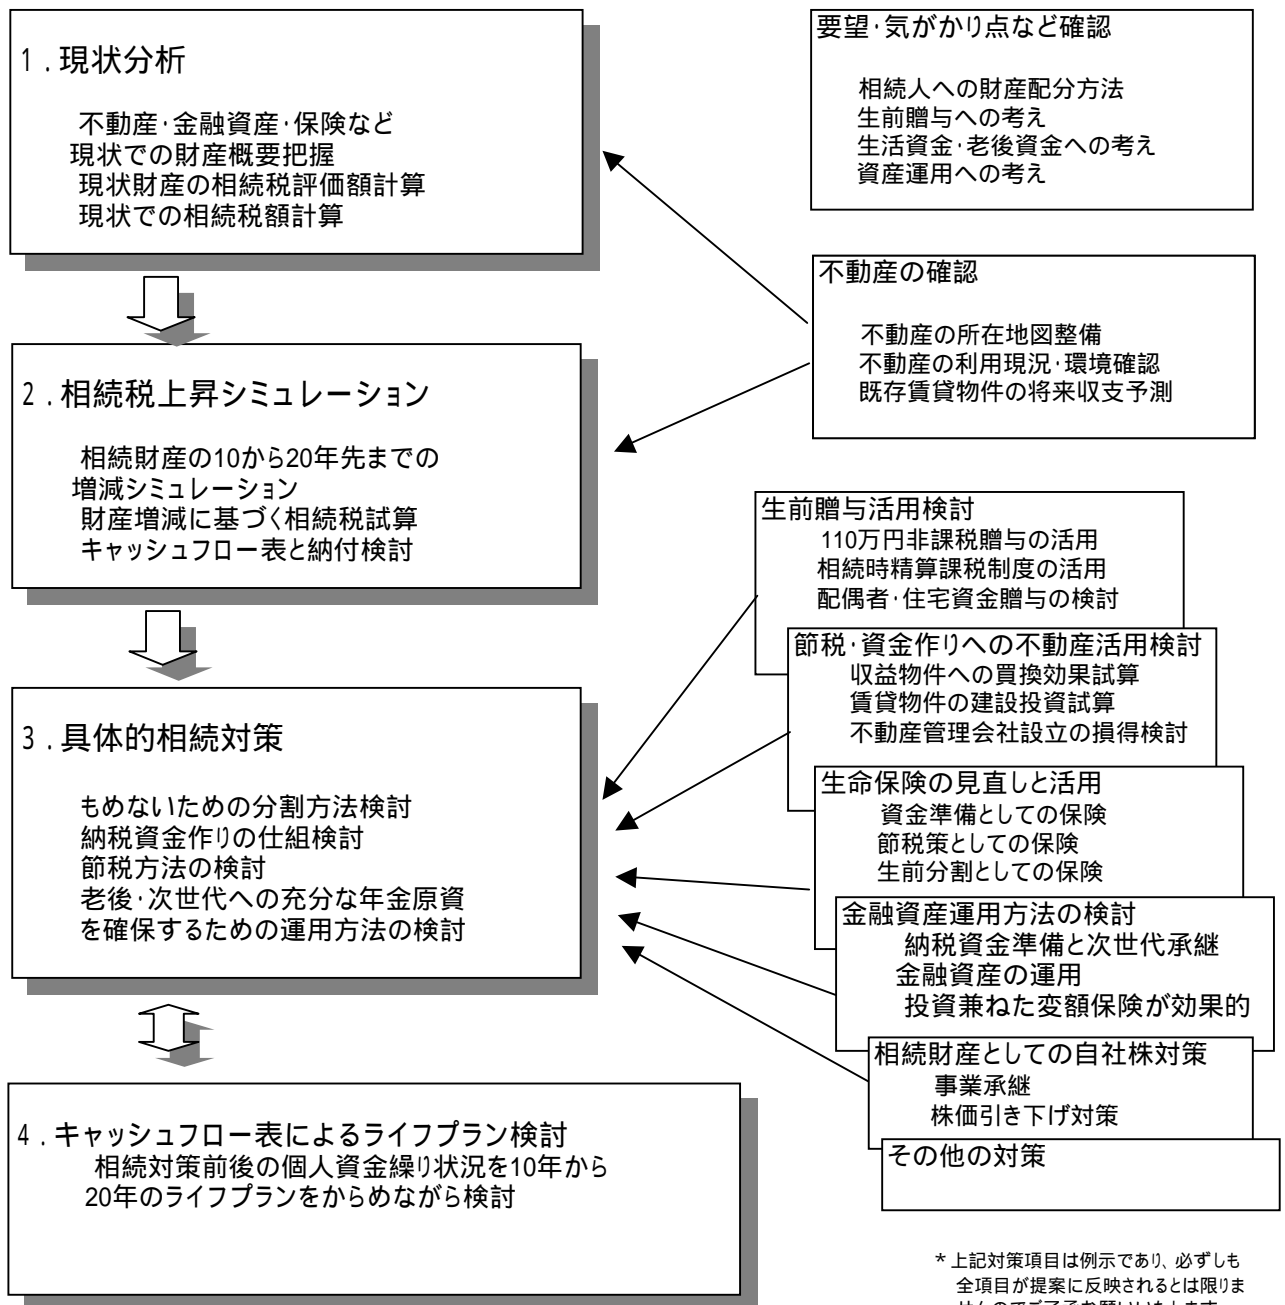 1．現状分析
不動産・金融資産・保険など
現状での財産概要把握
現状財産の相続税評価額計算
現状での相続税額計算
2．相続税上昇シミュレーション
相続財産の10から20年先までの
増減シミュレーション
財産増減に基づく相続税試算
キャッシュフロー表と納付検討
3．具体的相続対策
もめないための分割方法検討
納税資金作りの仕組検討
節税方法の検討
老後・次世代への充分な年金原資
を確保するための運用方法の検討
4．キャッシュフロー表によるライフプラン検討
相続対策前後の個人資金繰り状況を10年から
20年のライフプランをからめながら検討
要望・気がかり点など確認
相続人への財産配分方法
生前贈与への考え
生活資金・老後資金への考え
資産運用への考え
不動産の確認
不動産の所在地図整備
不動産の利用現況・環境確認
既存賃貸物件の将来収支予測
生前贈与活用検討
110万円非課税贈与の活用
相続時精算課税制度の活用
配偶者・住宅資金贈与の検討
節税・資金作りへの不動産活用検討
収益物件への買換効果試算
賃貸物件の建設投資試算
不動産管理会社設立の損得検討
生命保険の見直しと活用
資金準備としての保険
節税策としての保険
生前分割としての保険
金融資産運用方法の検討
納税資金準備と次世代承継
金融資産の運用
投資兼ねた変額保険が効果的
相続財産としての自社株対策
事業承継
株価引き下げ対策
その他の対策
*上記対策項目は例示であり、必ずしも
全項目が提案に反映されるとは限りま
せんのでご了承お願いいたします